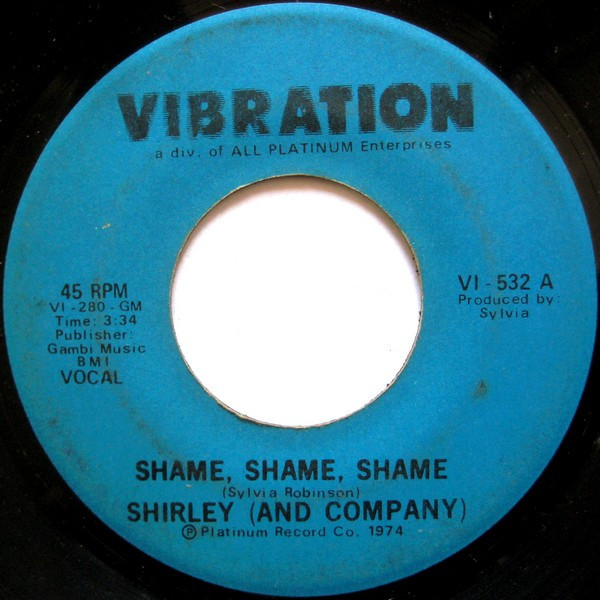 VIBRATION
a div. of ALL PLATINUM Enterprises
45 RPM
VI - 280 - GM
Time: 3:34
Publisher:
Gambi Music
BMI
VOCAL
VI - 532 A
Produced by:
Sylvia
SHAME, SHAME, SHAME
(Sylvia Robinson)
SHIRLEY (AND COMPANY)
Ⓟ Platinum Record Co. 1974